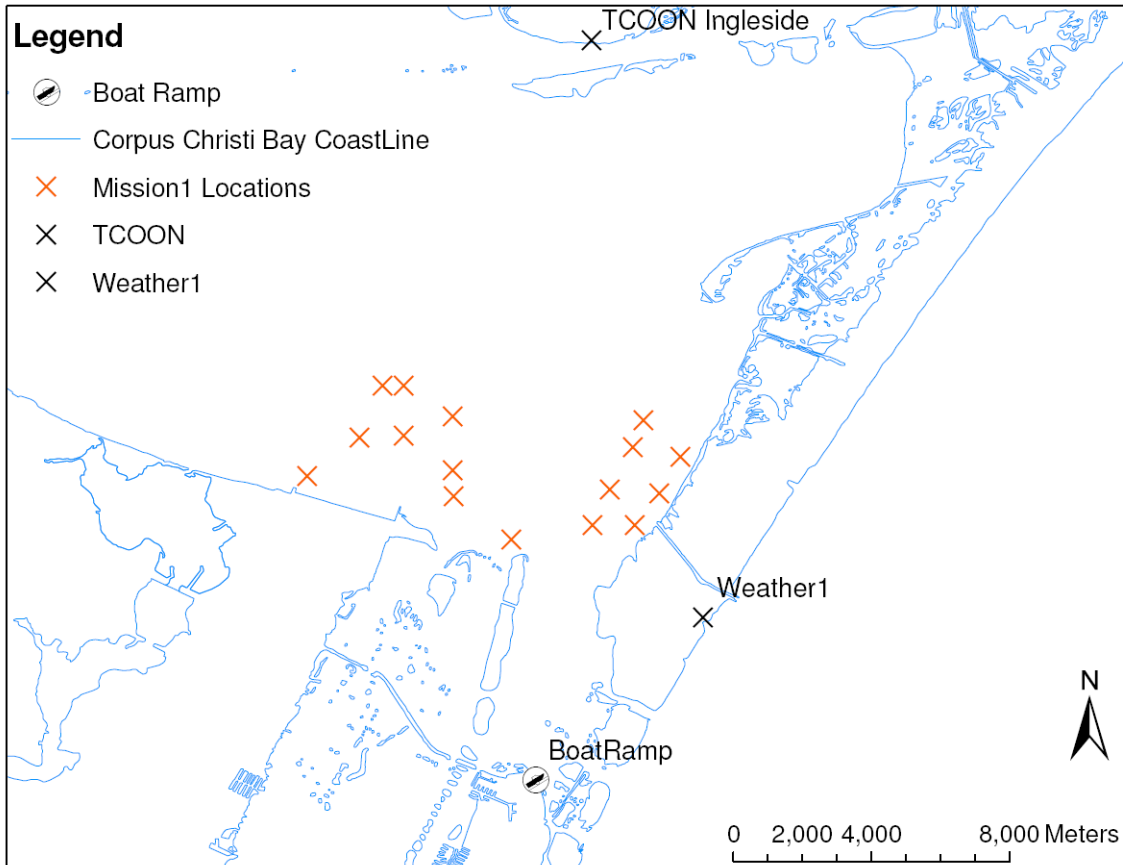 TCOON Ingleside
Legend
Boat Ramp
Corpus Christi Bay CoastLine
Mission1 Locations
TCOON
Weather1
Weather1
N
BoatRamp
0 2,000 4,000 8,000 Meters